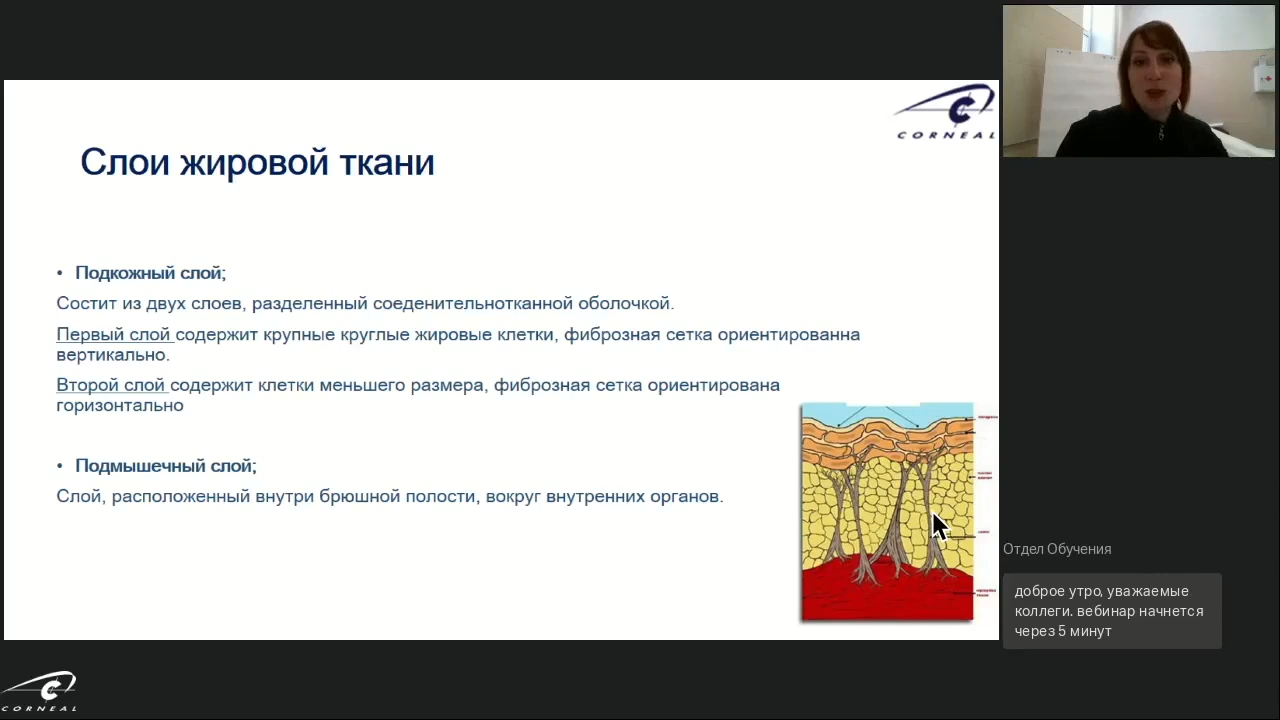 CORNEAL
Слои жировой ткани
• Подкожный слой;
Состит из двух слоев, разделенный соеденительнотканной оболочкой.
Первый слой содержит крупные круглые жировые клетки, фиброзная сетка ориентированна
вертикально.
Второй слой содержит клетки меньшего размера, фиброзная сетка ориентирована
горизонтально
• Подмышечный слой;
Слой, расположенный внутри брюшной полости, вокруг внутренних органов.
Отдел Обучения
доброе утро, уважаемые
коллеги. вебинар начнется
через 5 минут
CORNEAL